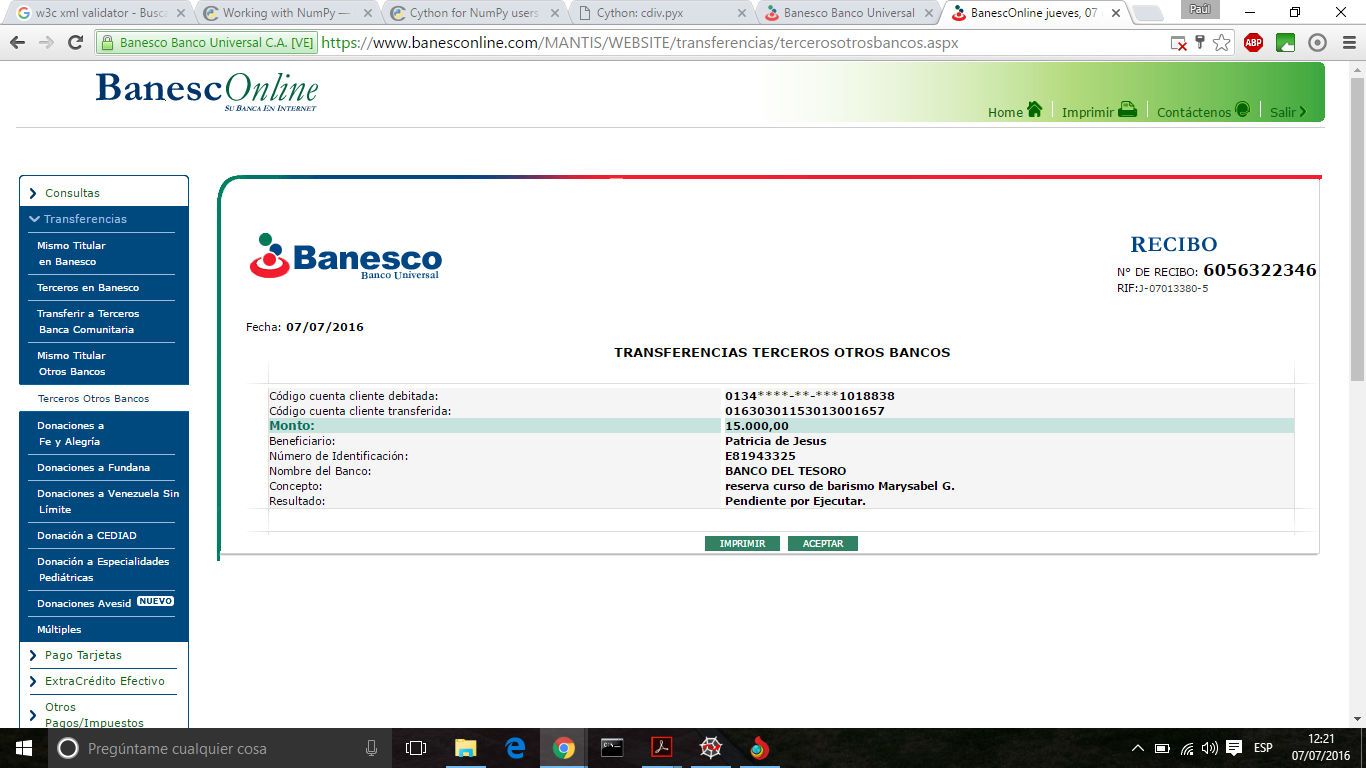 w3c xml validator - Busca
Working with NumPy —
Cython for NumPy users
Cython: cdiv.pyx
Banesco Banco Universal
BanescOnline jueves, 07
Paúl
Banesco Banco Universal C.A. [VE]
https://www.banesconline.com/MANTIS/WEBSITE/transferencias/tercerosotrosbancos.aspx
ABP
BanescOnline
SU BANCA EN INTERNET
Home
Imprimir
Contáctenos
Salir
Consultas
Transferencias
Mismo Titular
en Banesco
Terceros en Banesco
Transferir a Terceros
Banca Comunitaria
Mismo Titular
Otros Bancos
Terceros Otros Bancos
Donaciones a
Fe y Alegría
Donaciones a Fundana
Donaciones a Venezuela Sin
Límite
Donación a CEDIAD
Donación a Especialidades
Pediátricas
Donaciones Avesid NUEVO
Múltiples
Pago Tarjetas
ExtraCrédito Efectivo
Otros
Pagos/Impuestos
Banesco
Banco Universal
RECIBO
N° DE RECIBO: 6056322346
RIF:J-07013380-5
Fecha: 07/07/2016
TRANSFERENCIAS TERCEROS OTROS BANCOS
Código cuenta cliente debitada: 0134****-**-***1018838
Código cuenta cliente transferida: 01630301153013001657
Monto: 15.000,00
Beneficiario: Patricia de Jesus
Número de Identificación: E81943325
Nombre del Banco: BANCO DEL TESORO
Concepto: reserva curso de barismo Marysabel G.
Resultado: Pendiente por Ejecutar.
IMPRIMIR
ACEPTAR
Pregúntame cualquier cosa
ESP
12:21
07/07/2016